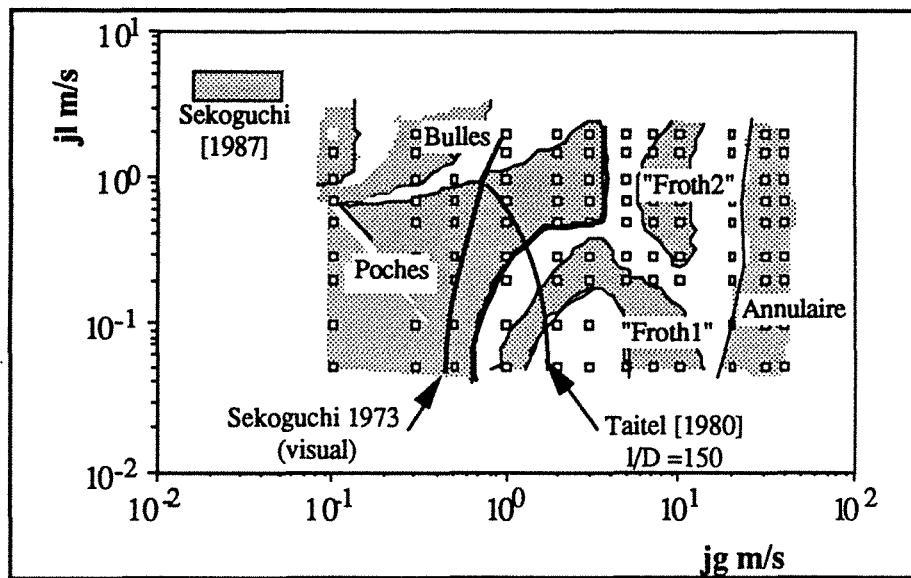 10¹
jl m/s
Sekoguchi
[1987]
Bulles
10⁰
"Froth2"
Poches
10⁻¹
"Froth1"
Annulaire
Sekoguchi 1973
(visual)
Taitel [1980]
l/D =150
10⁻²
10⁻²
10⁻¹
10⁰
10¹
10²
jg m/s